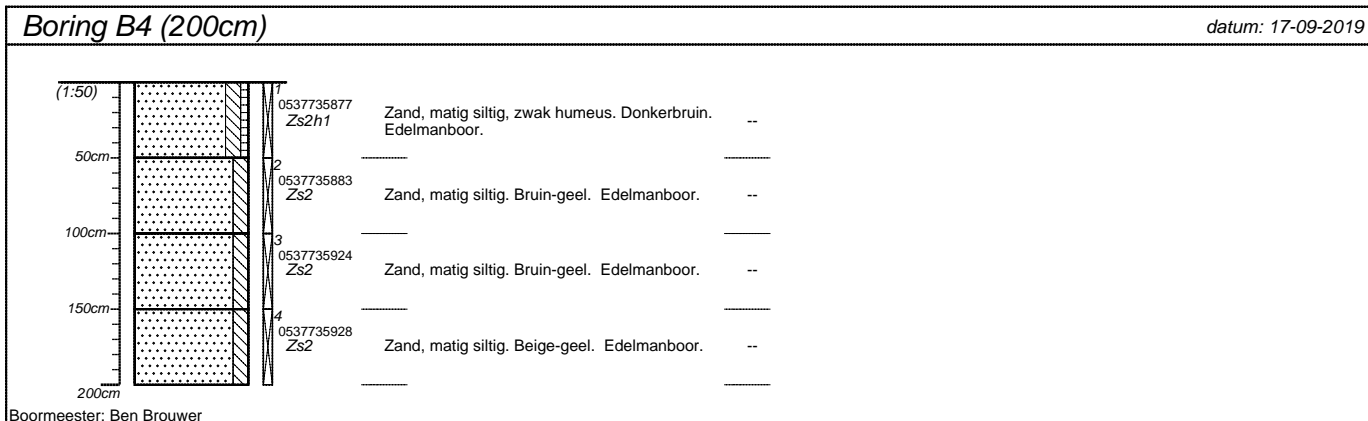 Boring B4 (200cm)
datum: 17-09-2019
(1:50)
1
0537735877
Zs2h1
Zand, matig siltig, zwak humeus. Donkerbruin.
Edelmanboor.
--
50cm
2
0537735883
Zs2
Zand, matig siltig. Bruin-geel. Edelmanboor.
--
100cm
3
0537735924
Zs2
Zand, matig siltig. Bruin-geel. Edelmanboor.
--
150cm
4
0537735928
Zs2
Zand, matig siltig. Beige-geel. Edelmanboor.
--
200cm
Boormeester: Ben Brouwer